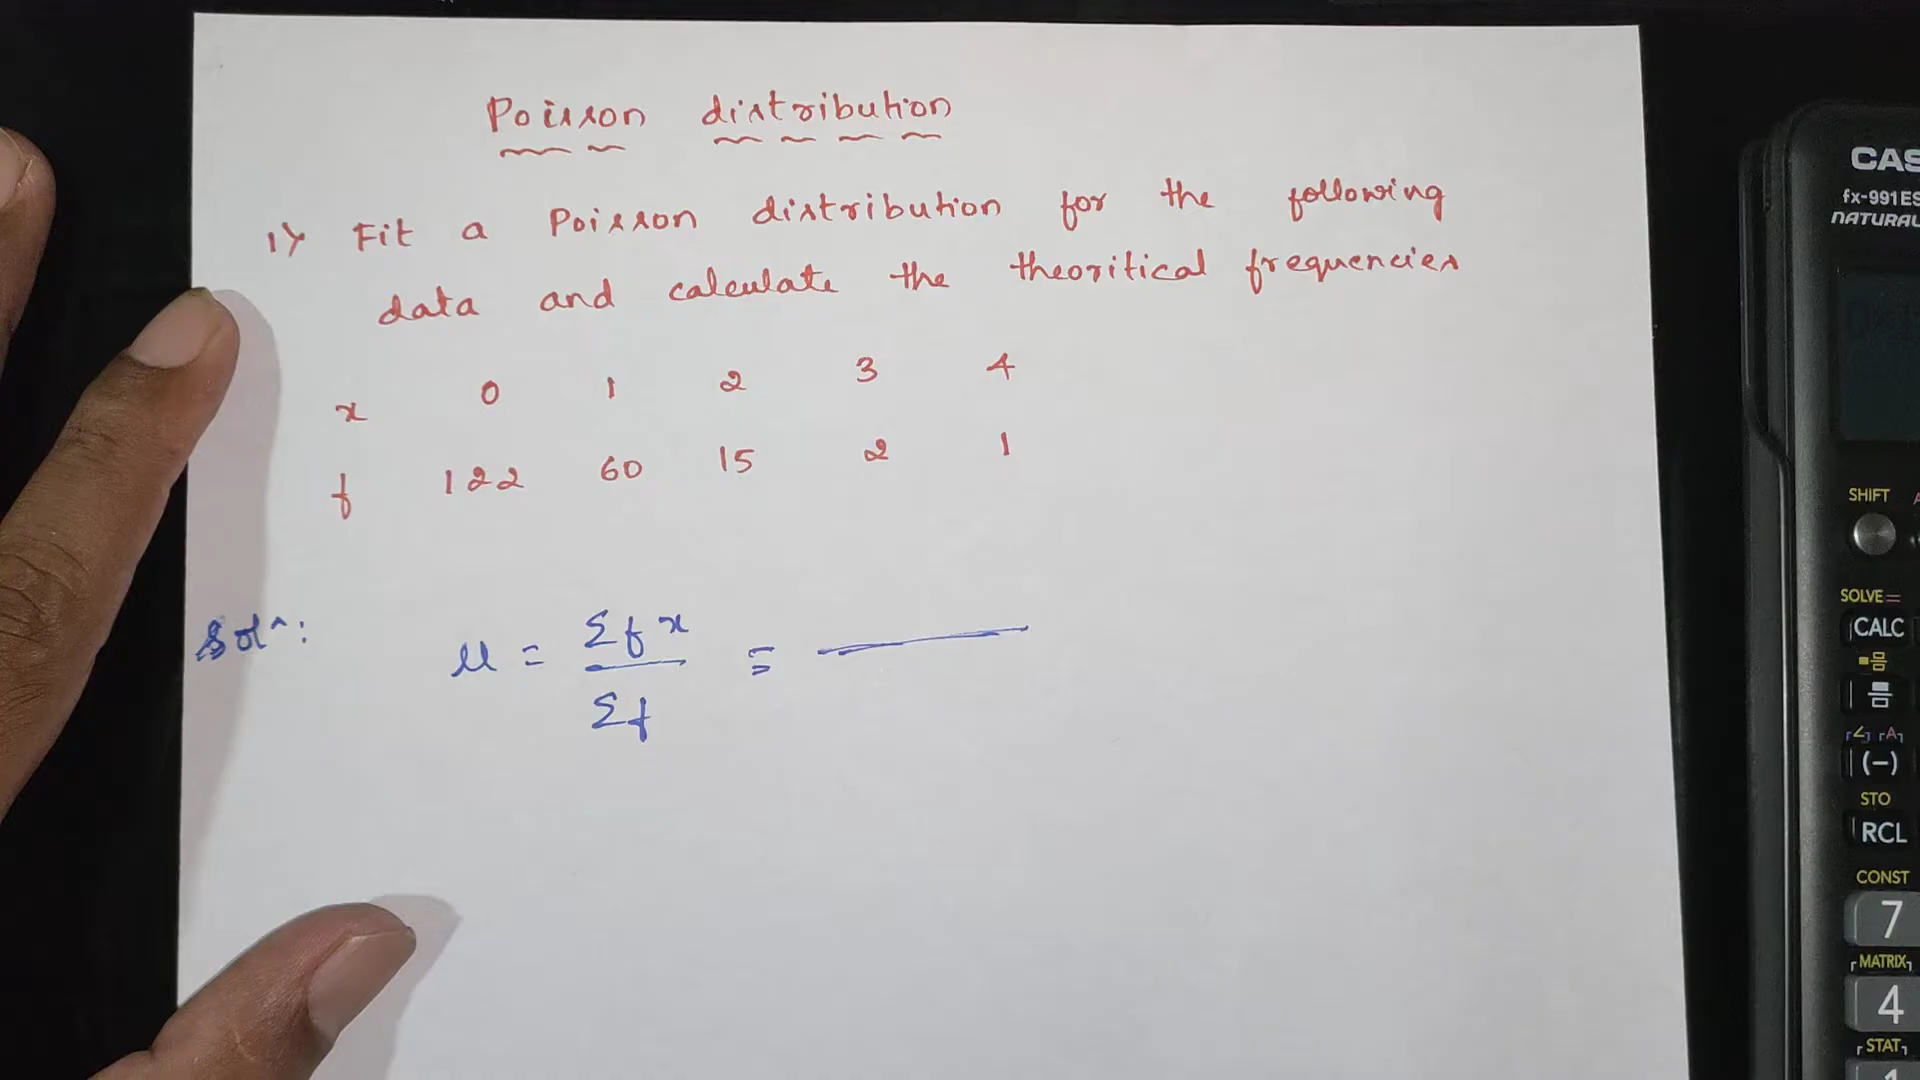 Poisson distribution
1) Fit a Poisson distribution for the following
data and calculate the theoritical frequencies
x 0 1 2 3 4
f 122 60 15 2 1
Solⁿ: μ = Σfx / Σf =
CAS
fx-991ES
NATURAL
SHIFT
SOLVE =
CALC
(−)
STO
RCL
CONST
7
MATRIX
4
STAT
1